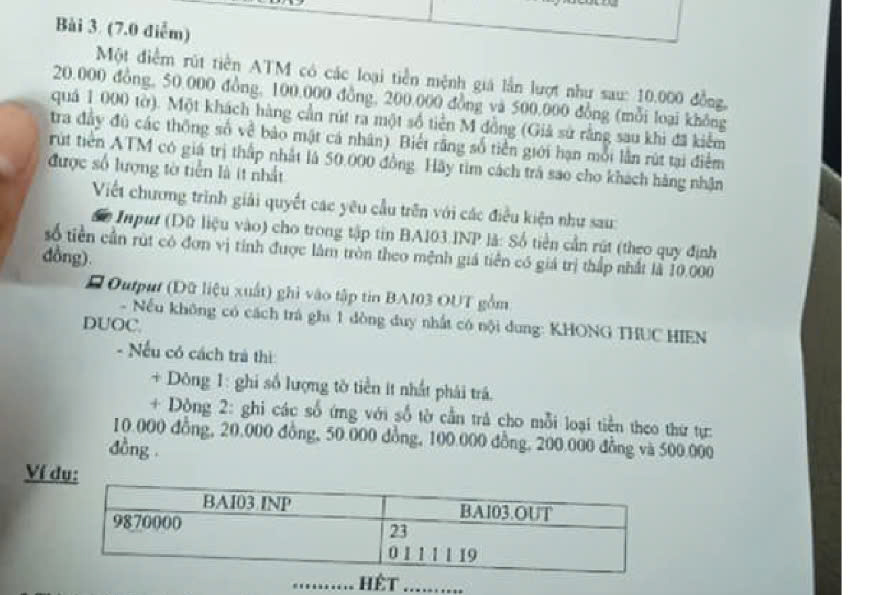 Bài 3. (7.0 điểm)
Một điểm rút tiền ATM có các loại tiền mệnh giá lần lượt như sau: 10.000 đồng,
20.000 đồng, 50.000 đồng, 100.000 đồng, 200.000 đồng và 500.000 đồng (mỗi loại không
quá 1 000 tờ). Một khách hàng cần rút ra một số tiền M đồng (Giả sử rằng sau khi đã kiểm
tra đầy đủ các thông số về bảo mật cá nhân). Biết rằng số tiền giới hạn mỗi lần rút tại điểm
rút tiền ATM có giá trị thấp nhất là 50.000 đồng. Hãy tìm cách trả sao cho khách hàng nhận
được số lượng tờ tiền là ít nhất
Viết chương trình giải quyết các yêu cầu trên với các điều kiện như sau:
Input (Dữ liệu vào) cho trong tập tin BAI03.INP là: Số tiền cần rút (theo quy định
số tiền cần rút có đơn vị tính được làm tròn theo mệnh giá tiền có giá trị thấp nhất là 10.000
đồng).
Output (Dữ liệu xuất) ghi vào tập tin BAI03.OUT gồm
- Nếu không có cách trả ghi 1 dòng duy nhất có nội dung: KHONG THUC HIEN
DUOC.
- Nếu có cách trả thì:
+ Dòng 1: ghi số lượng tờ tiền ít nhất phải trả.
+ Dòng 2: ghi các số ứng với số tờ cần trả cho mỗi loại tiền theo thứ tự:
10.000 đồng, 20.000 đồng, 50.000 đồng, 100.000 đồng, 200.000 đồng và 500.000
đồng .
Ví dụ:
BAI03.INP BAI03.OUT
9870000 23
0 1 1 1 1 19
.......... HẾT ..........